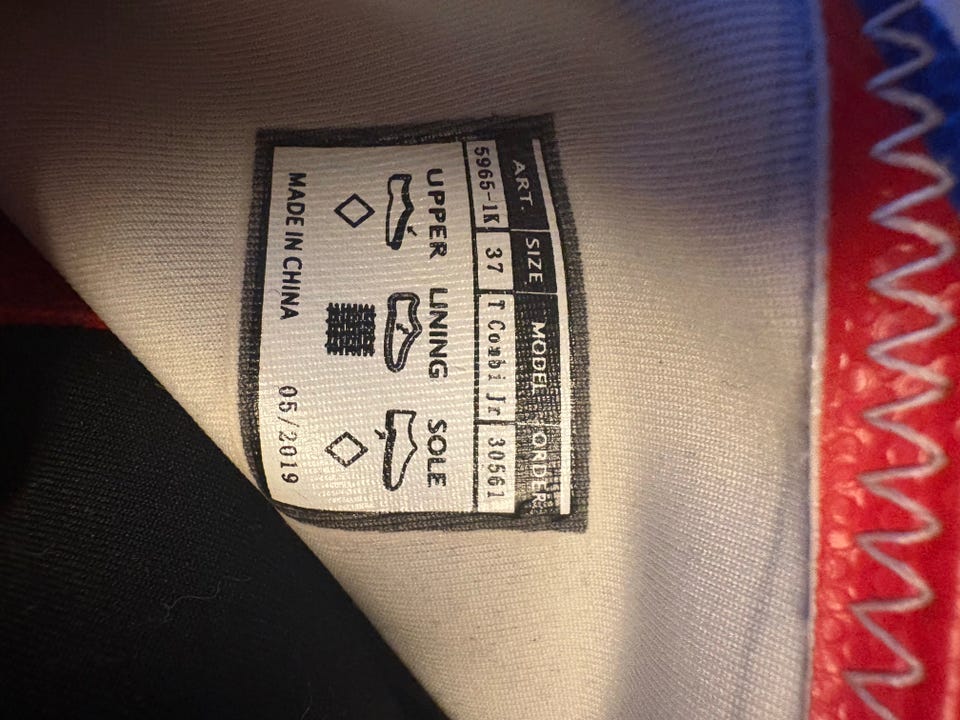 ART. SIZE MODEL ORDER
5965-1K 37 T Combi Jr 30561
UPPER LINING SOLE
MADE IN CHINA 05/2019